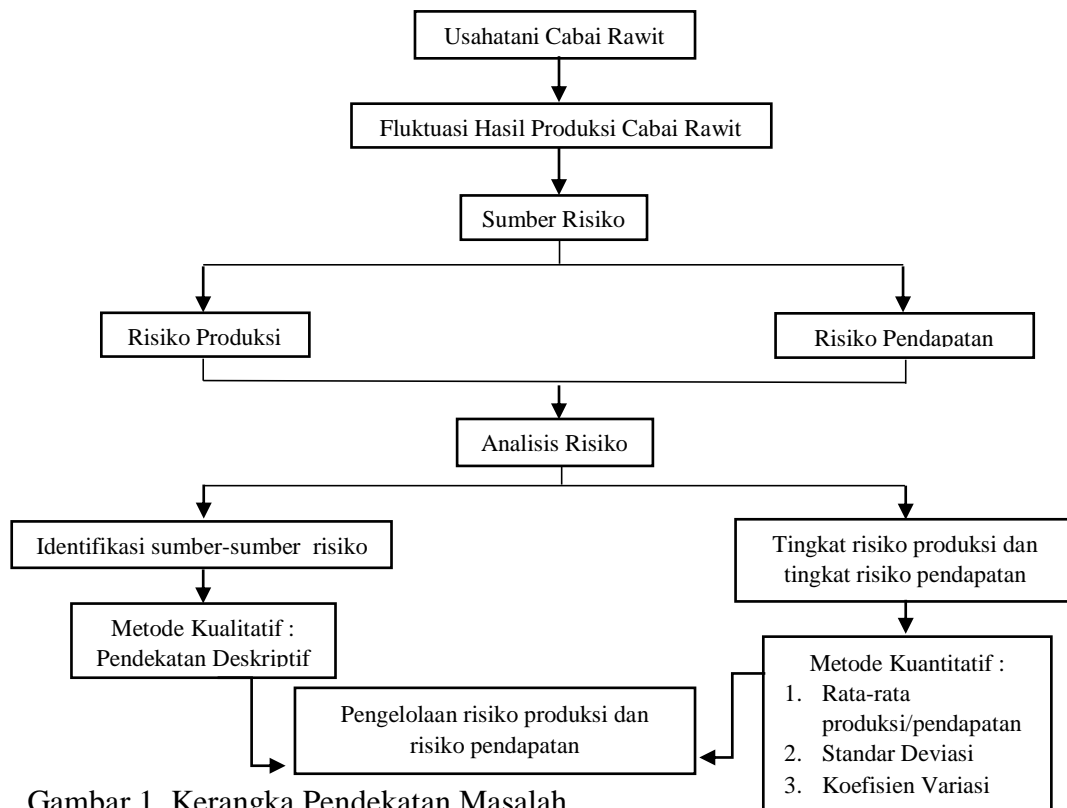 Usahatani Cabai Rawit
Fluktuasi Hasil Produksi Cabai Rawit
Sumber Risiko
Risiko Produksi
Risiko Pendapatan
Analisis Risiko
Identifikasi sumber-sumber risiko
Tingkat risiko produksi dan
tingkat risiko pendapatan
Metode Kualitatif :
Pendekatan Deskriptif
Metode Kuantitatif :
1. Rata-rata
produksi/pendapatan
2. Standar Deviasi
3. Koefisien Variasi
Pengelolaan risiko produksi dan
risiko pendapatan
Gambar 1. Kerangka Pendekatan Masalah